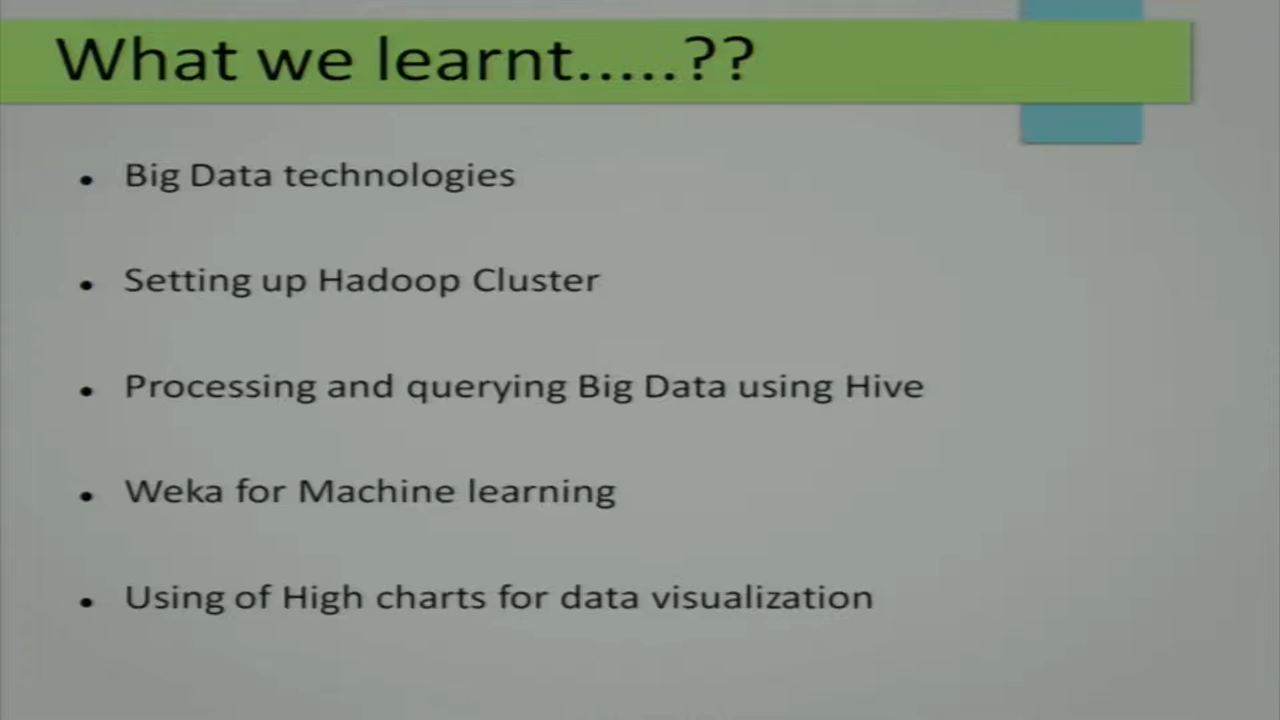 What we learnt.....??
Big Data technologies
Setting up Hadoop Cluster
Processing and querying Big Data using Hive
Weka for Machine learning
Using of High charts for data visualization